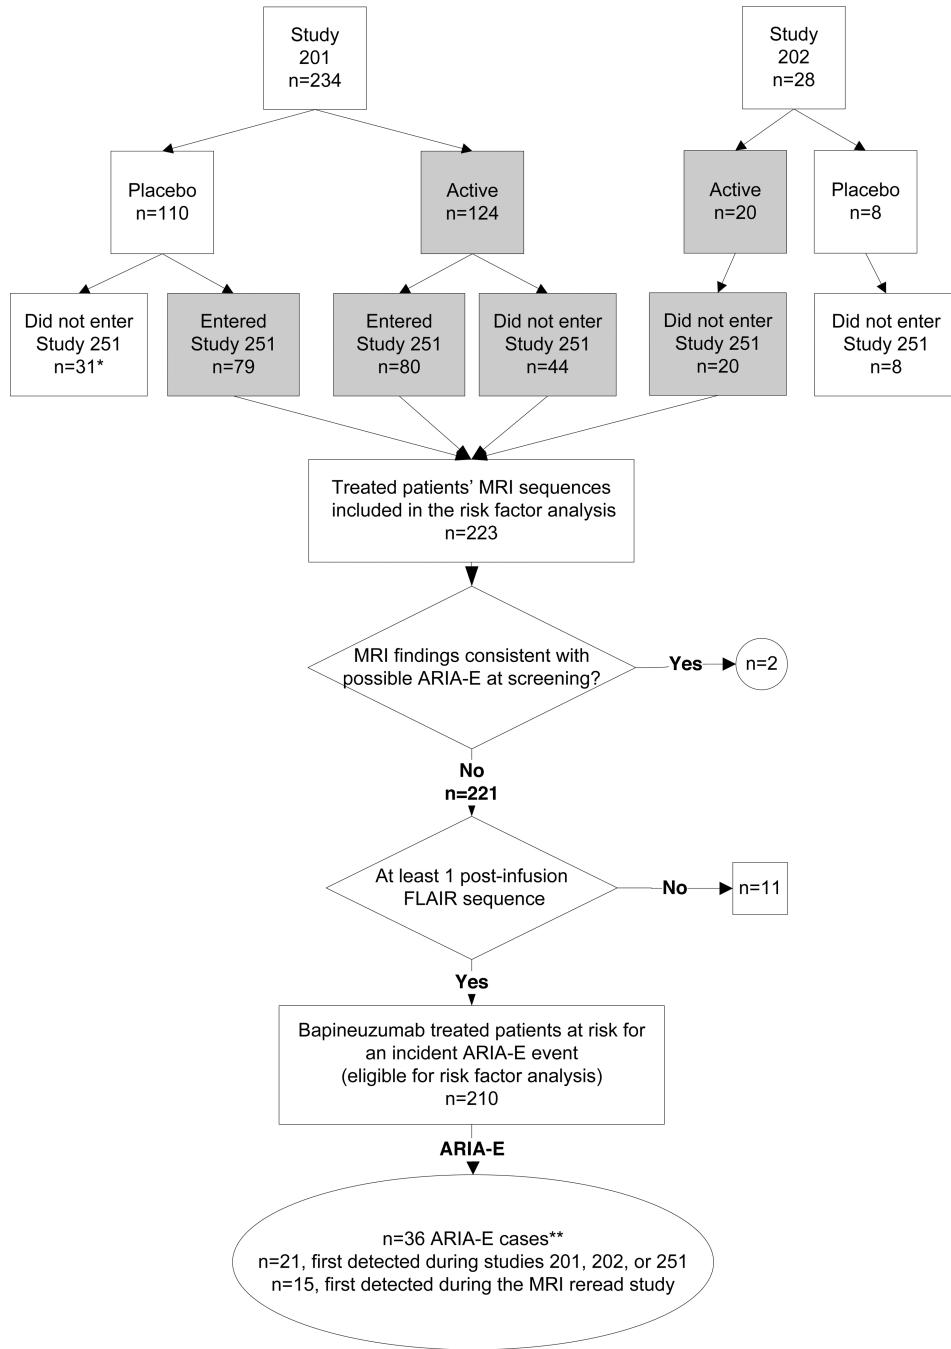 Study
201
n=234
Study
202
n=28
Placebo
n=110
Active
n=124
Active
n=20
Placebo
n=8
Did not enter
Study 251
n=31*
Entered
Study 251
n=79
Entered
Study 251
n=80
Did not enter
Study 251
n=44
Did not enter
Study 251
n=20
Did not enter
Study 251
n=8
Treated patients’ MRI sequences
included in the risk factor analysis
n=223
MRI findings consistent with
possible ARIA-E at screening?
Yes
n=2
No
n=221
At least 1 post-infusion
FLAIR sequence
No
n=11
Yes
Bapineuzumab treated patients at risk for
an incident ARIA-E event
(eligible for risk factor analysis)
n=210
ARIA-E
n=36 ARIA-E cases**
n=21, first detected during studies 201, 202, or 251
n=15, first detected during the MRI reread study